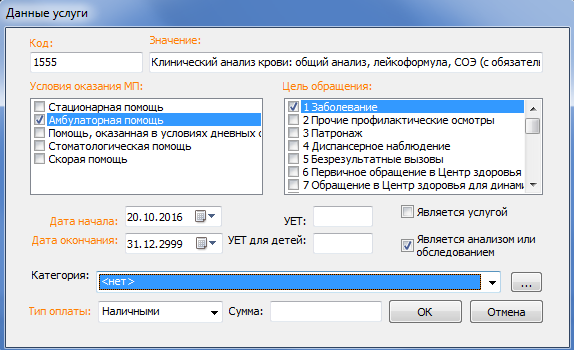 Данные услуги
Код:
Значение:
1555
Клинический анализ крови: общий анализ, лейкоформула, СОЭ (с обязател
Условия оказания МП:
Цель обращения:
Стационарная помощь
Амбулаторная помощь
Помощь, оказанная в условиях дневных с
Стоматологическая помощь
Скорая помощь
1 Заболевание
2 Прочие профилактические осмотры
3 Патронаж
4 Диспансерное наблюдение
5 Безрезультатные вызовы
6 Первичное обращение в Центр здоровья
7 Обращение в Центр здоровья для динами
Дата начала:
20.10.2016
УЕТ:
Является услугой
Дата окончания:
31.12.2999
УЕТ для детей:
Является анализом или
обследованием
Категория:
<нет>
...
Тип оплаты:
Наличными
Сумма:
ОК
Отмена